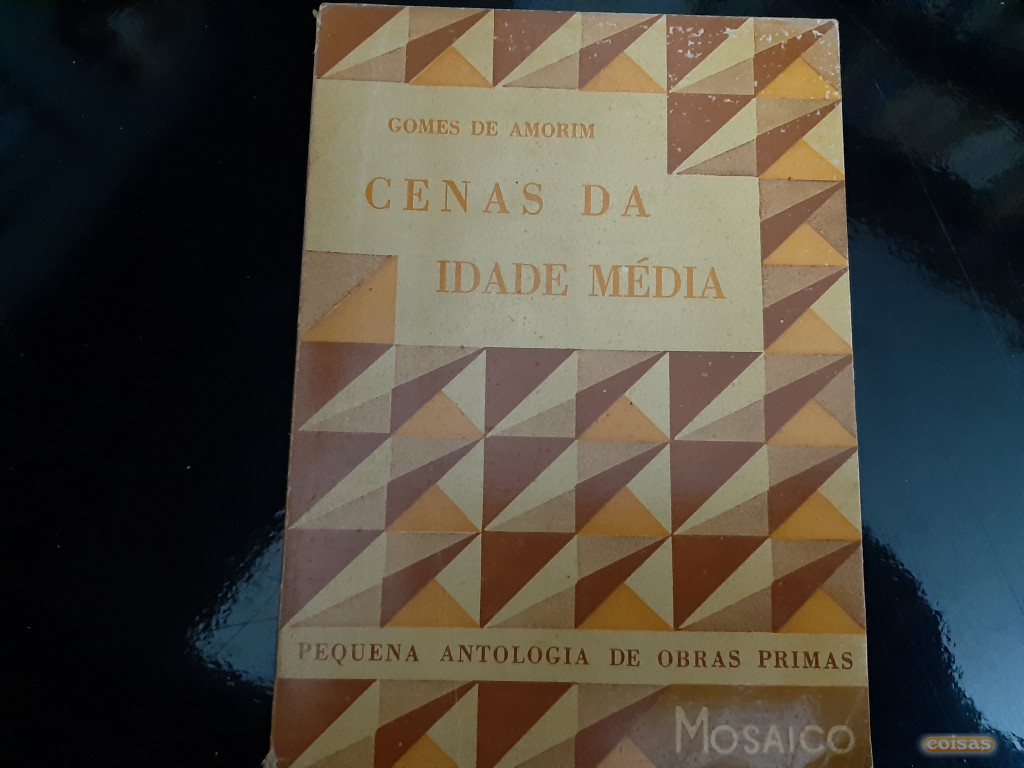 GOMES DE AMORIM
CENAS DA
IDADE MÉDIA
PEQUENA ANTOLOGIA DE OBRAS PRIMAS
MOSAICO
coisas